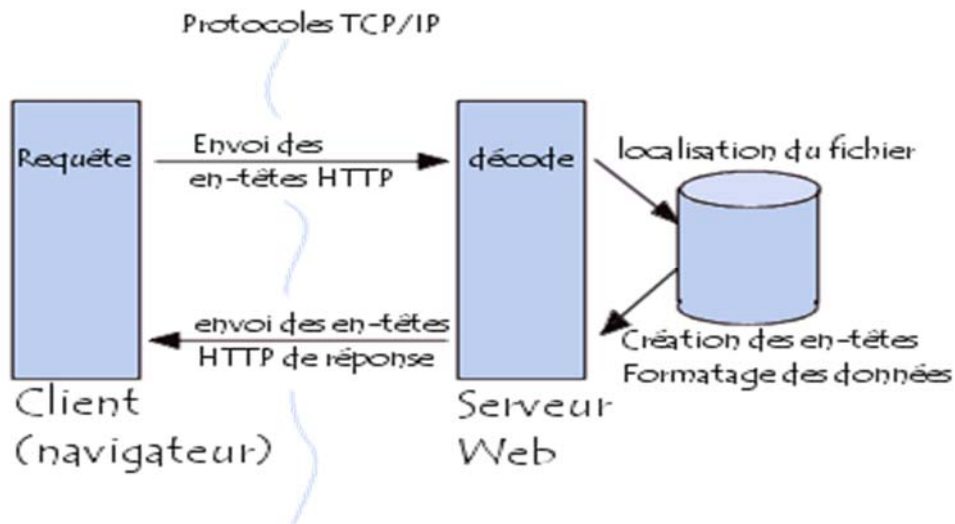 Protocoles TCP/IP
Requête
Envoi des
en-têtes HTTP
décode
localisation du fichier
envoi des en-têtes
HTTP de réponse
Création des en-têtes
Formatage des données
Client
(navigateur)
Serveur
Web